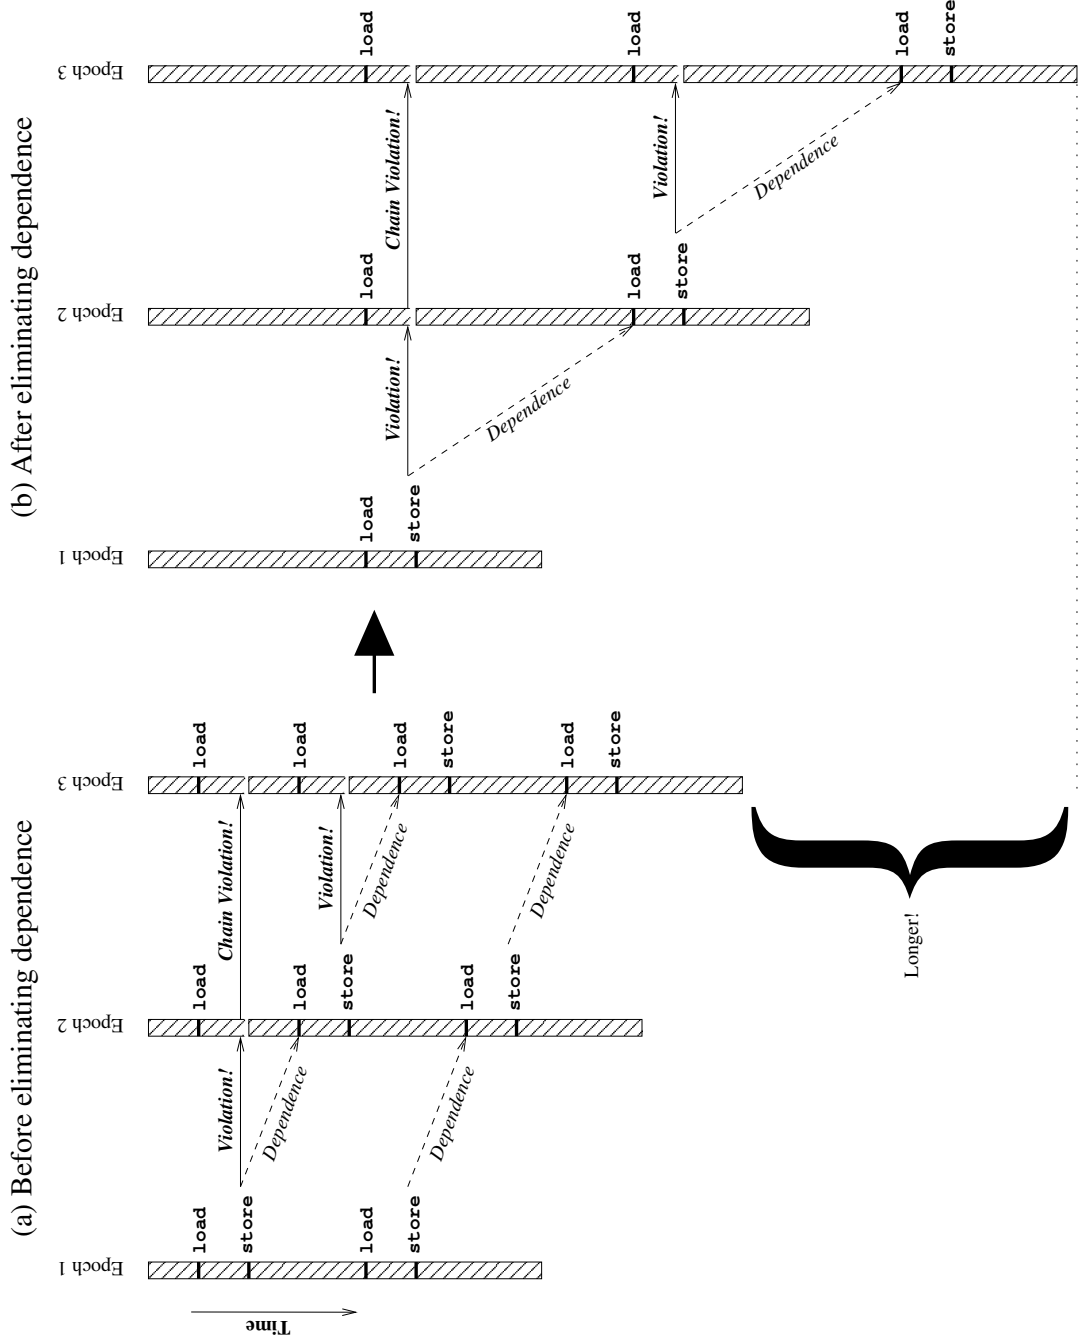 (a) Before eliminating dependence
Time
Epoch 1
load
store
load
store
Violation!
Dependence
Dependence
Epoch 2
load
load
store
load
store
Chain Violation!
Violation!
Dependence
Dependence
Epoch 3
load
load
load
store
load
store
Longer!
(b) After eliminating dependence
Epoch 1
load
store
Violation!
Dependence
Epoch 2
load
load
store
Chain Violation!
Violation!
Dependence
Epoch 3
load
load
load
store